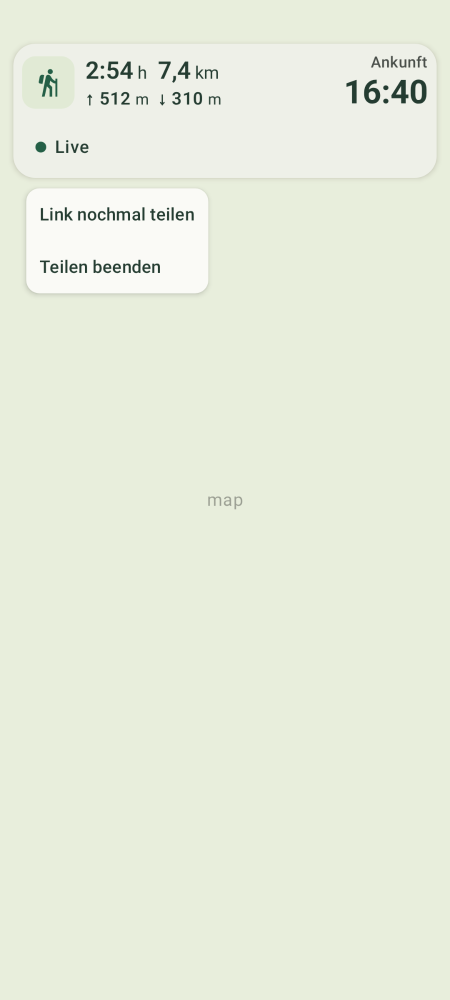 2:54 h 7,4 km
↑ 512 m ↓ 310 m
Ankunft
16:40
Live
Link nochmal teilen
Teilen beenden
map